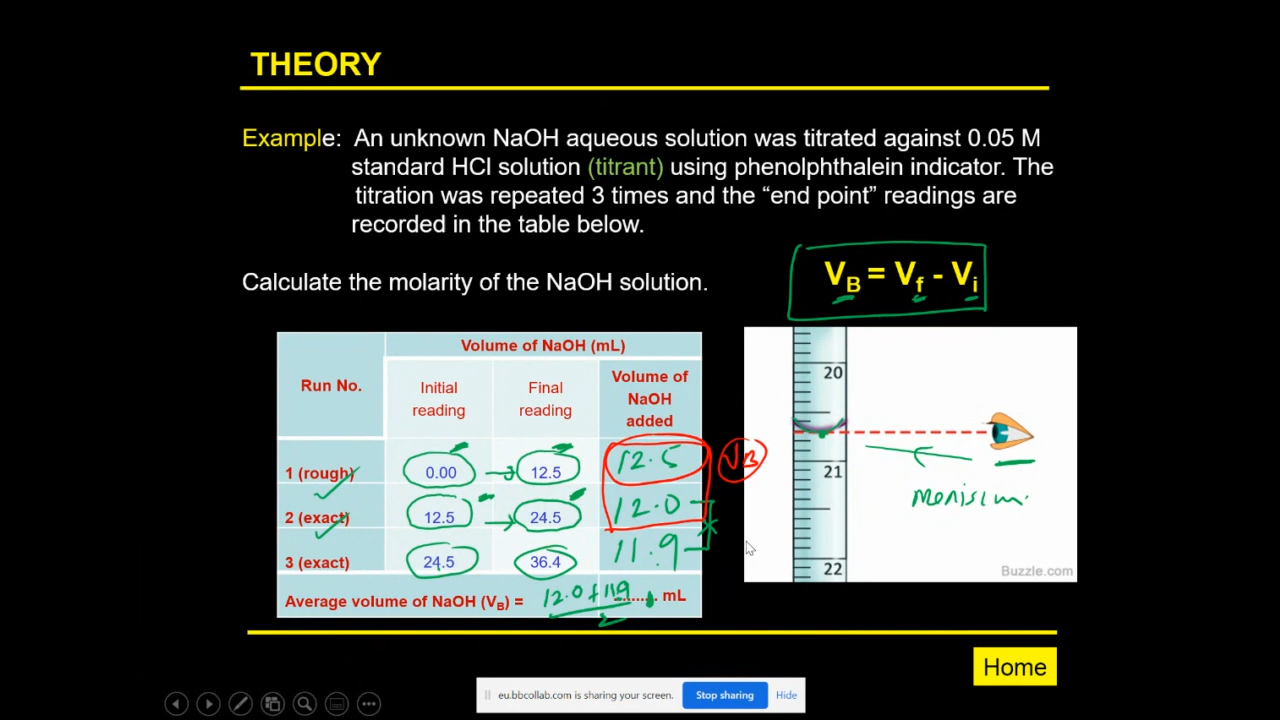 THEORY
Example: An unknown NaOH aqueous solution was titrated against 0.05 M
standard HCl solution (titrant) using phenolphthalein indicator. The
titration was repeated 3 times and the “end point” readings are
recorded in the table below.
Calculate the molarity of the NaOH solution.
VB = Vf - Vi
Run No.
Volume of NaOH (mL)
Initial
reading
Final
reading
Volume of
NaOH
added
1 (rough)
0.00
12.5
12.5
VB
2 (exact)
12.5
24.5
12.0
3 (exact)
24.5
36.4
11.9
Average volume of NaOH (VB) = 12.0 + 11.9 ........ mL
2
20
21
22
Buzzle.com
Home
eu.bbcollab.com is sharing your screen.
Stop sharing
Hide